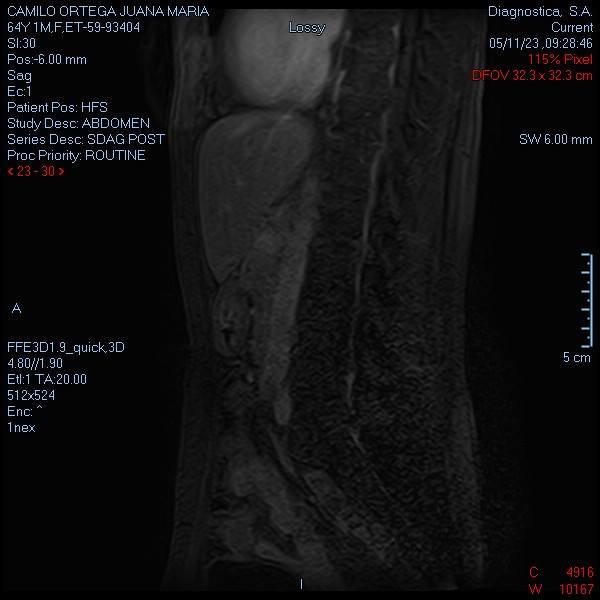 CAMILO ORTEGA JUANA MARIA
64Y 1M,F,ET-59-93404
Sl:30
Pos:-6.00 mm
Sag
Ec:1
Patient Pos: HFS
Study Desc: ABDOMEN
Series Desc: SDAG POST
Proc Priority: ROUTINE
< 23 - 30 >
Lossy
Diagnostica, S.A.
Current
05/11/23 ,09:28:46
115% Pixel
DFOV 32.3 x 32.3 cm
SW 6.00 mm
A
5 cm
FFE3D1.9_quick,3D
4.80//1.90
Etl:1 TA:20.00
512x524
Enc: ^
1nex
I
C 4916
W 10167